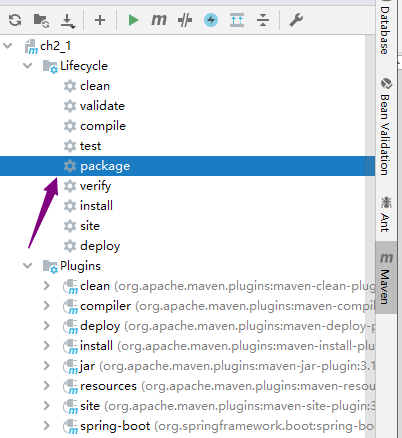 ch2_1
Lifecycle
clean
validate
compile
test
package
verify
install
site
deploy
Plugins
clean (org.apache.maven.plugins:maven-clean-plug
compiler (org.apache.maven.plugins:maven-compil
deploy (org.apache.maven.plugins:maven-deploy-p
install (org.apache.maven.plugins:maven-install-plu
jar (org.apache.maven.plugins:maven-jar-plugin:3.1
resources (org.apache.maven.plugins:maven-resou
site (org.apache.maven.plugins:maven-site-plugin:3
spring-boot (org.springframework.boot:spring-bo
Database
Bean Validation
Ant
m Maven